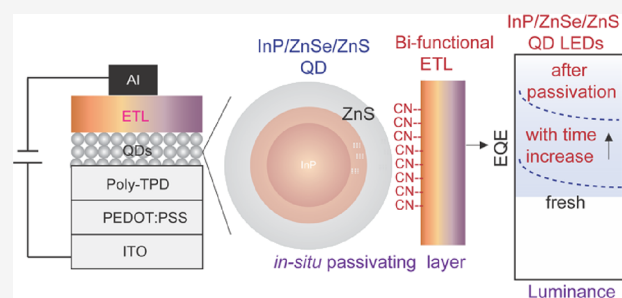 Al
ETL
QDs
Poly-TPD
PEDOT:PSS
ITO
InP/ZnSe/ZnS
QD
ZnS
InP
Bi-functional
ETL
CN
CN
CN
CN
CN
CN
CN
CN
in-situ passivating layer
InP/ZnSe/ZnS
QD LEDs
EQE
after
passivation
with time
increase
fresh
Luminance